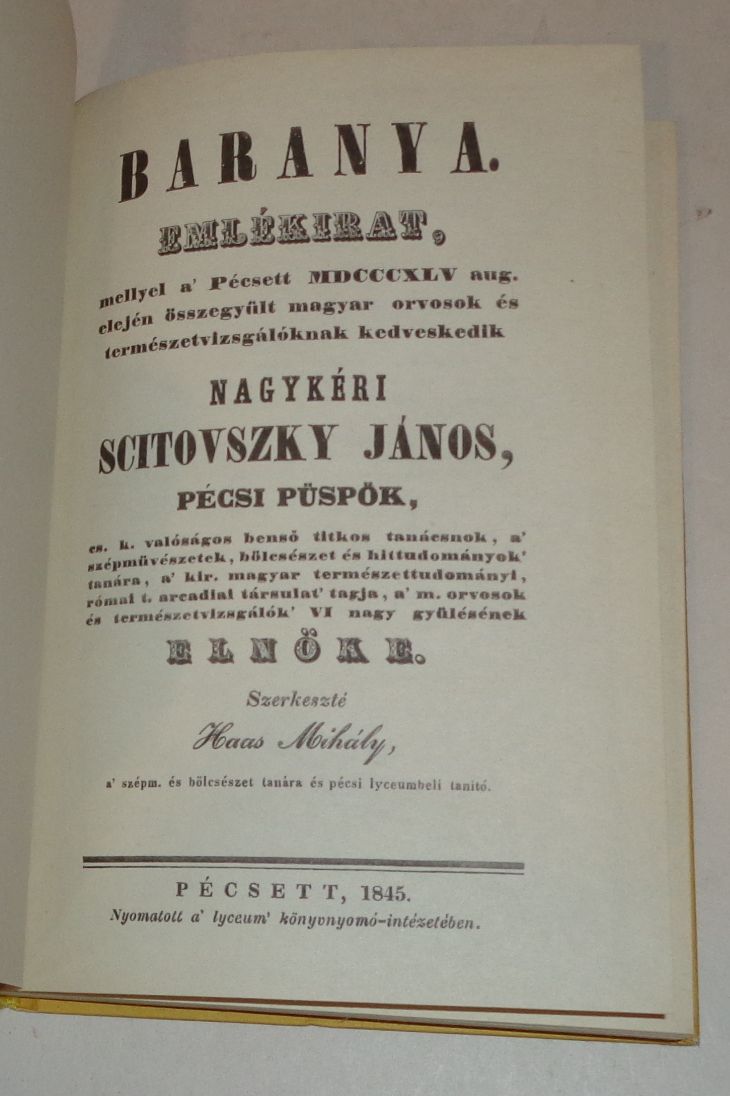 BARANYA.
EMLÉKIRAT,
mellyel a' Pécsett MDCCCXLV aug.
elején összegyült magyar orvosok és
természetvizsgálóknak kedveskedik
NAGYKÉRI
SCITOVSZKY JÁNOS,
PÉCSI PÜSPÖK,
cs. k. valóságos benső titkos tanácsnok, a'
szépmüvészetek, bölcsészet és hittudományok'
tanára, a' kir. magyar természettudományi,
római t. arcadiai társulat' tagja, a' m. orvosok
és természetvizsgálók' VI nagy gyülésének
ELNÖKE.
Szerkeszté
Haas Mihály,
a' szépm. és bölcsészet tanára és pécsi lyceumbeli tanító.
PÉCSETT, 1845.
Nyomatott a' lyceum' könyvnyomó-intézetében.